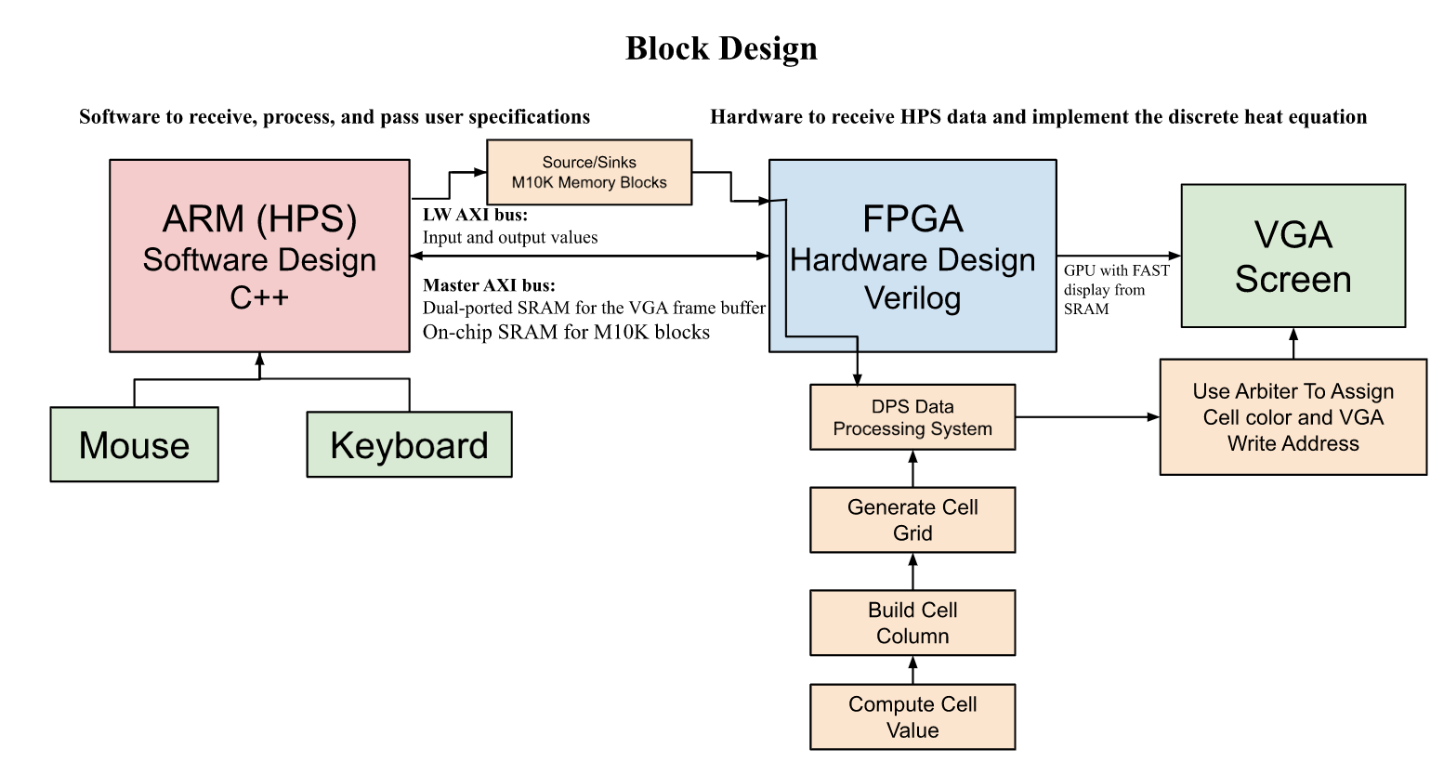 Block Design
Software to receive, process, and pass user specifications
Hardware to receive HPS data and implement the discrete heat equation
ARM (HPS)
Software Design
C++
Source/Sinks
M10K Memory Blocks
LW AXI bus:
Input and output values
Master AXI bus:
Dual-ported SRAM for the VGA frame buffer
On-chip SRAM for M10K blocks
FPGA
Hardware Design
Verilog
GPU with FAST
display from
SRAM
VGA
Screen
Mouse
Keyboard
DPS Data
Processing System
Use Arbiter To Assign
Cell color and VGA
Write Address
Generate Cell
Grid
Build Cell
Column
Compute Cell
Value